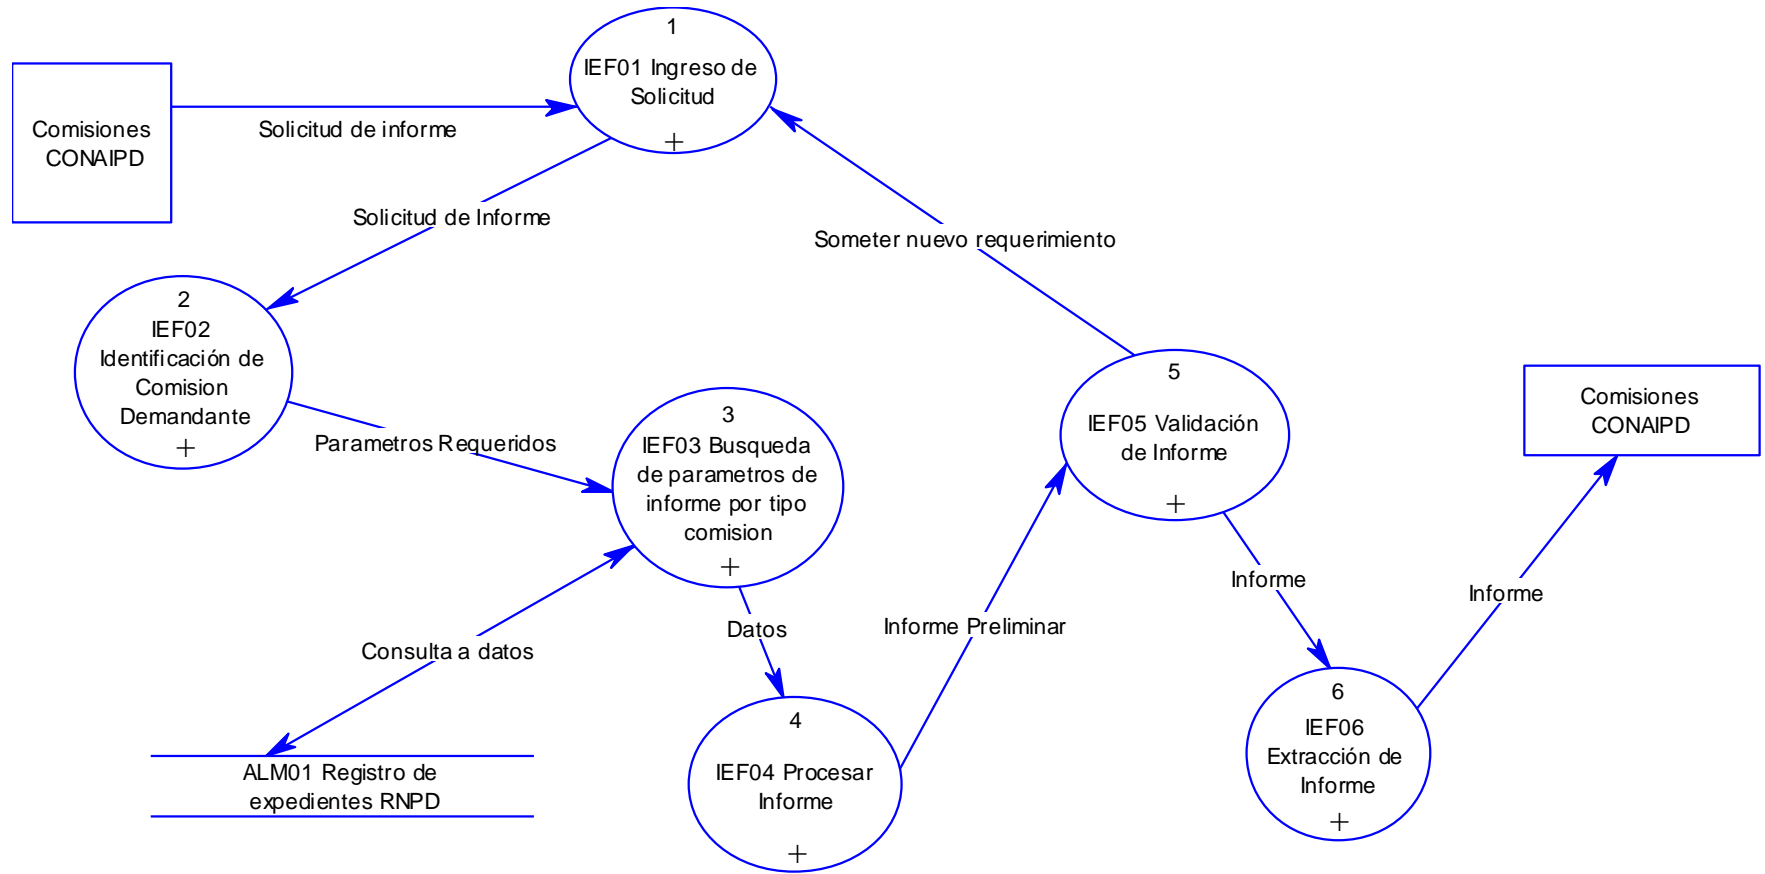 1
IEF01 Ingreso de
Solicitud
+
Comisiones
CONAIPD
Solicitud de informe
Solicitud de Informe
Someter nuevo requerimiento
2
IEF02
Identificación de
Comision
Demandante
+
Parametros Requeridos
3
IEF03 Busqueda
de parametros de
informe por tipo
comision
+
5
IEF05 Validación
de Informe
+
Comisiones
CONAIPD
Informe
Informe
Consulta a datos
Datos
Informe Preliminar
ALM01 Registro de
expedientes RNPD
4
IEF04 Procesar
Informe
+
6
IEF06
Extracción de
Informe
+